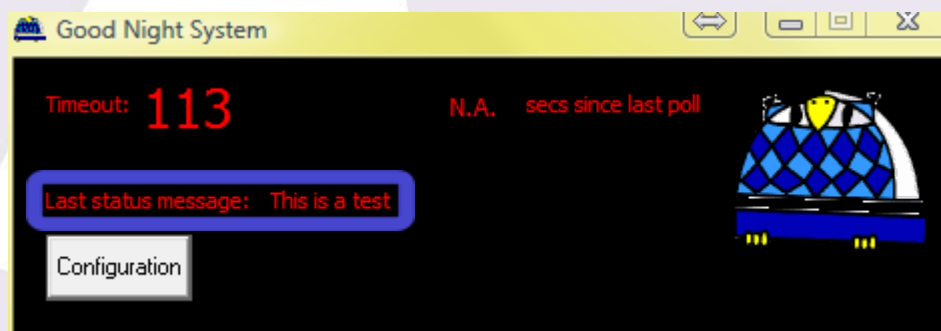 Good Night System
Timeout: 113 N.A. secs since last poll
Last status message: This is a test
Configuration